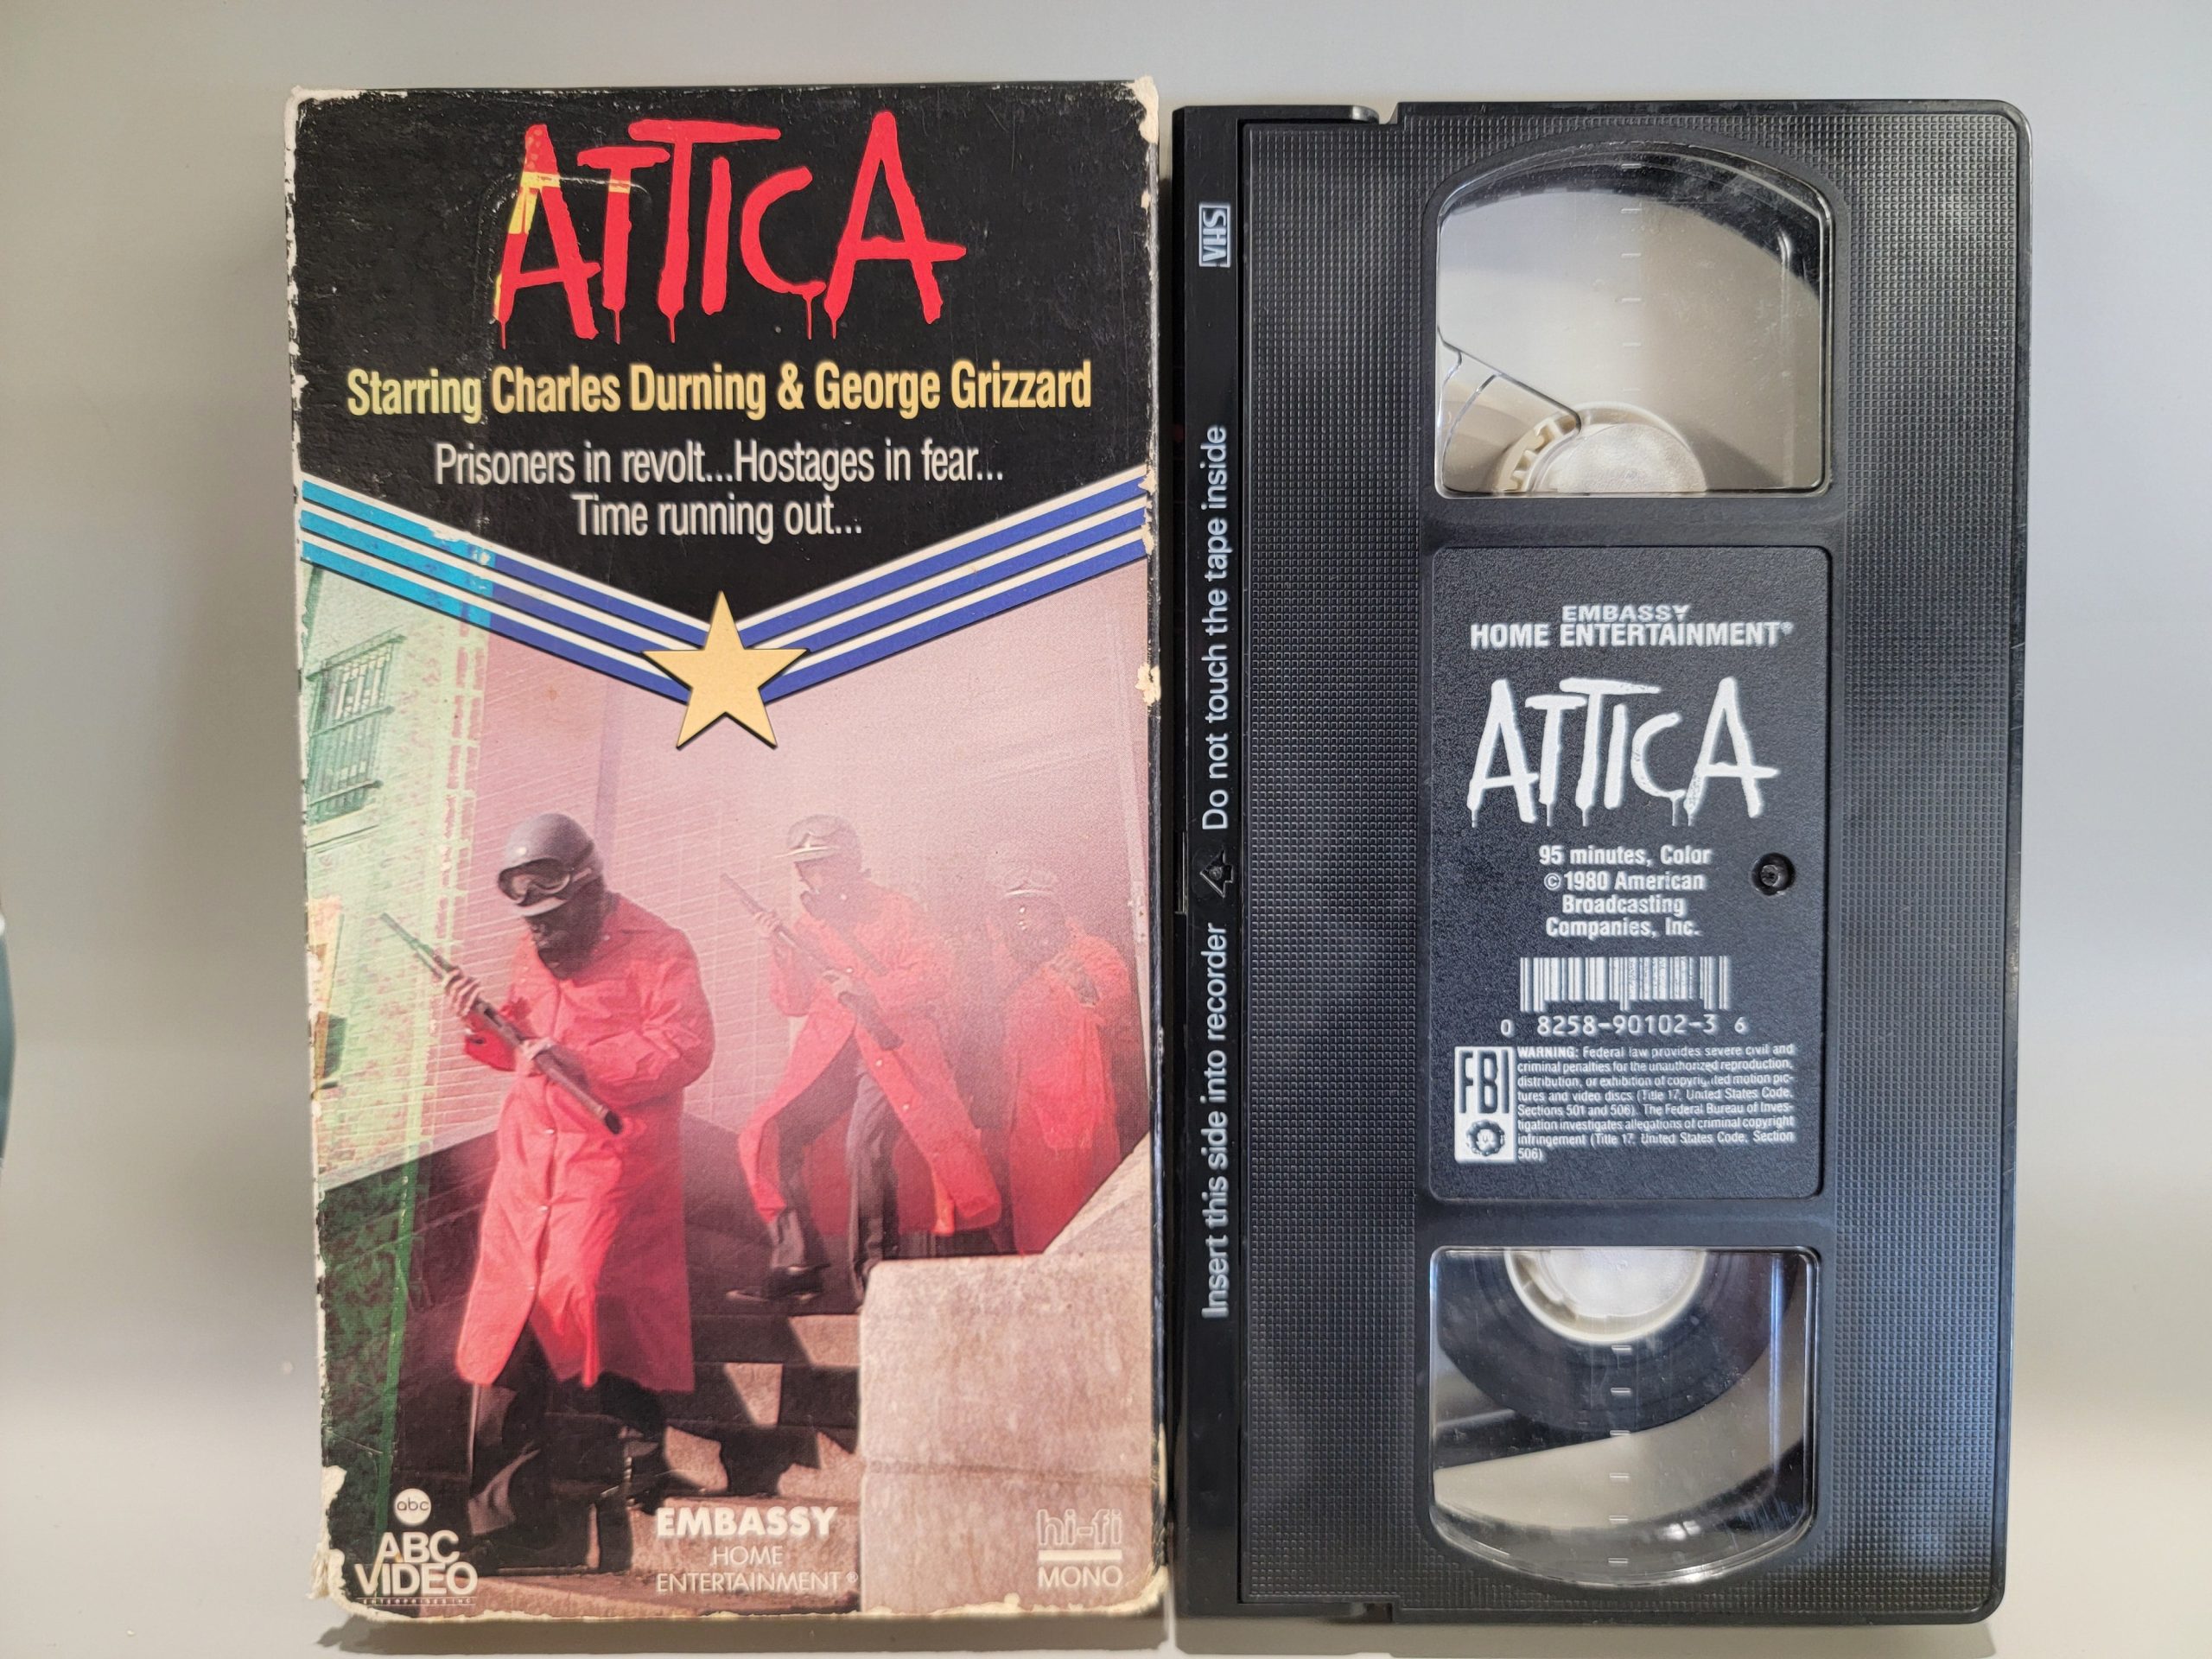 ATTICA
Starring Charles Durning & George Grizzard
Prisoners in revolt...Hostages in fear...
Time running out...
abc
ABC
VIDEO
ENTERPRISES INC
EMBASSY
HOME
ENTERTAINMENT®
hi-fi
MONO
VHS
Insert this side into recorder
Do not touch the tape inside
EMBASSY
HOME ENTERTAINMENT®
ATTICA
95 minutes, Color
©1980 American
Broadcasting
Companies, Inc.
0 8258-90102-3 6
FBI
WARNING: Federal law provides severe civil and
criminal penalties for the unauthorized reproduction,
distribution, or exhibition of copyrighted motion pic-
tures and video discs (Title 17, United States Code,
Sections 501 and 506). The Federal Bureau of Inves-
tigation investigates allegations of criminal copyright
infringement (Title 17, United States Code, Section
506)